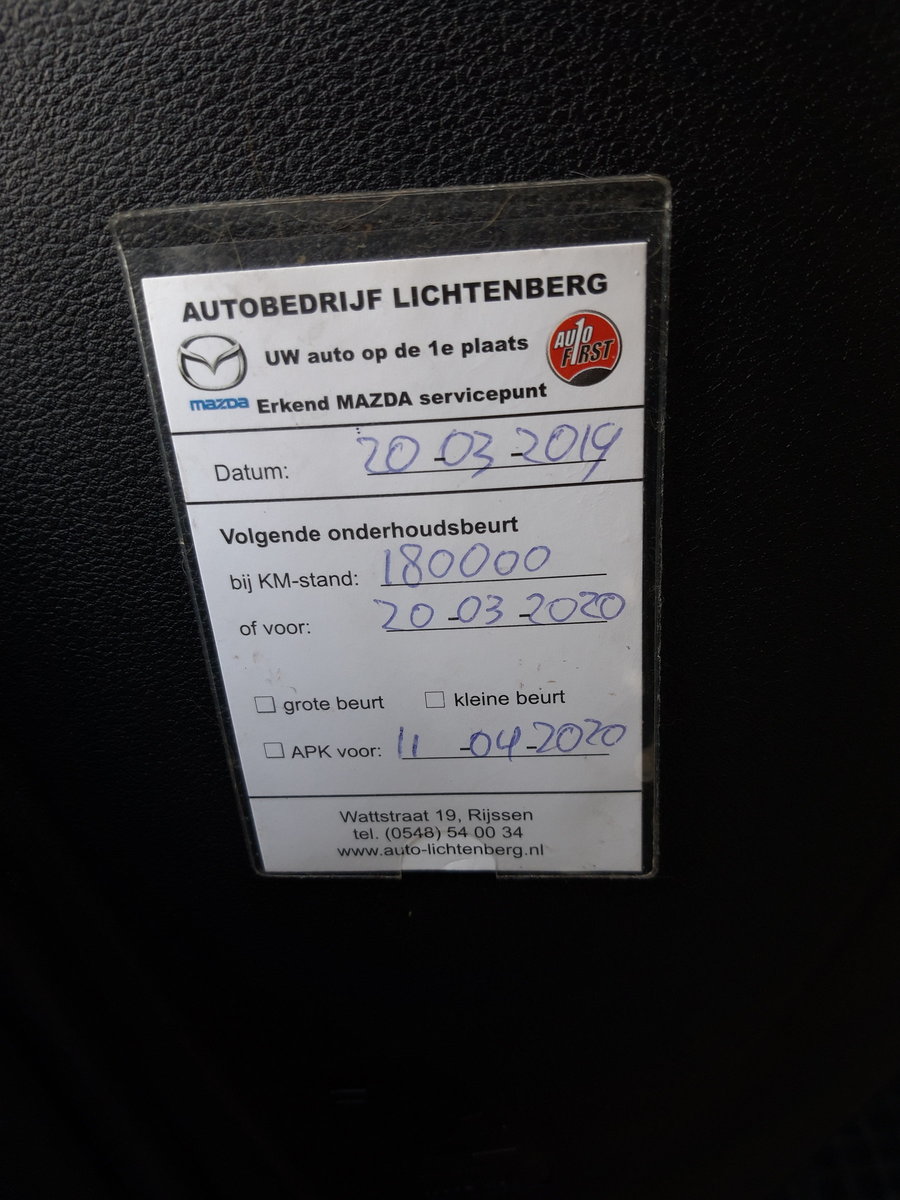 AUTOBEDRIJF LICHTENBERG
UW auto op de 1e plaats
AUTO FIRST
mazda Erkend MAZDA servicepunt
Datum: 20-03-2019
Volgende onderhoudsbeurt
bij KM-stand: 180000
of voor: 20-03-2020
☐ grote beurt ☐ kleine beurt
☐ APK voor: 11-04-2020
Wattstraat 19, Rijssen
tel. (0548) 54 00 34
www.auto-lichtenberg.nl